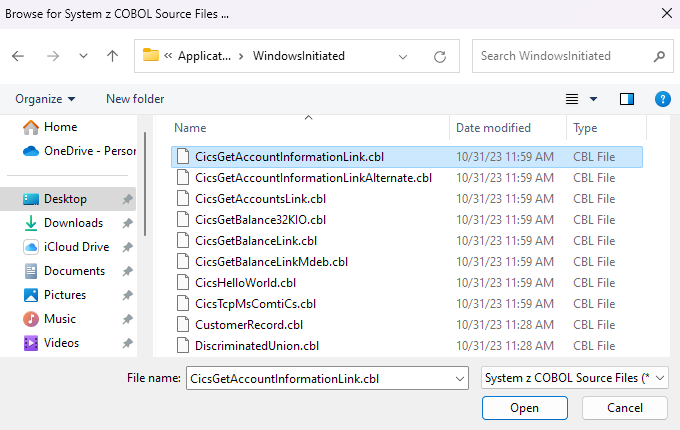 Browse for System z COBOL Source Files ...
« Applicat... > WindowsInitiated
Search WindowsInitiated
Organize
New folder
Home
OneDrive - Person
Desktop
Downloads
iCloud Drive
Documents
Pictures
Music
Videos
Name Date modified Type
CicsGetAccountInformationLink.cbl 10/31/23 11:59 AM CBL File
CicsGetAccountInformationLinkAlternate.cbl 10/31/23 11:59 AM CBL File
CicsGetAccountsLink.cbl 10/31/23 11:59 AM CBL File
CicsGetBalance32KIO.cbl 10/31/23 11:59 AM CBL File
CicsGetBalanceLink.cbl 10/31/23 11:59 AM CBL File
CicsGetBalanceLinkMdeb.cbl 10/31/23 11:59 AM CBL File
CicsHelloWorld.cbl 10/31/23 11:59 AM CBL File
CicsTcpMsComtiCs.cbl 10/31/23 11:59 AM CBL File
CustomerRecord.cbl 10/31/23 11:28 AM CBL File
DiscriminatedUnion.cbl 10/31/23 11:28 AM CBL File
File name: CicsGetAccountInformationLink.cbl
System z COBOL Source Files (*
Open
Cancel